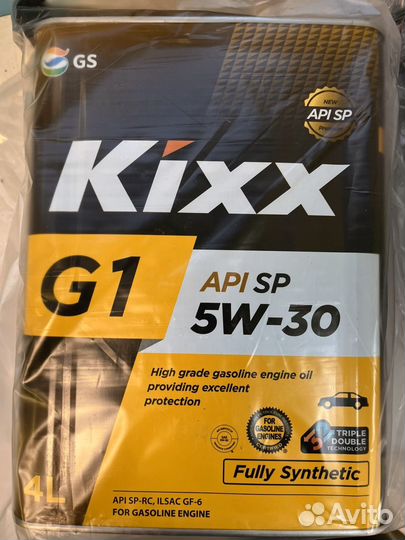 GS
NEW
API SP
Kixx
G1
API SP
5W-30
High grade gasoline engine oil
providing excellent
protection
FOR
GASOLINE
ENGINES
TRIPLE
DOUBLE
TECHNOLOGY
Fully Synthetic
4L
API SP-RC, ILSAC GF-6
FOR GASOLINE ENGINE
Avito